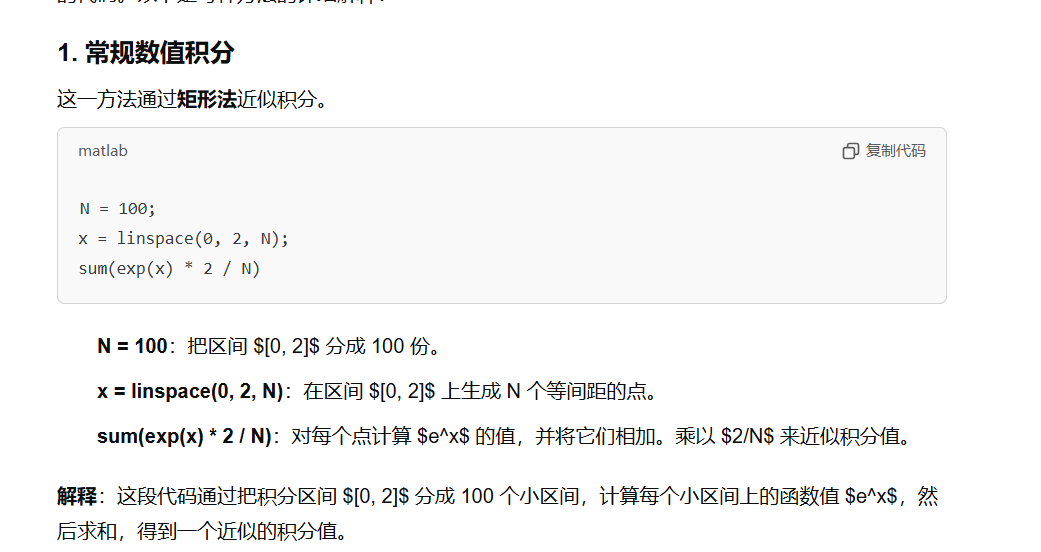 1. 常规数值积分
这一方法通过矩形法近似积分。
matlab
复制代码
N = 100;
x = linspace(0, 2, N);
sum(exp(x) * 2 / N)
N = 100：把区间 $[0, 2]$ 分成 100 份。
x = linspace(0, 2, N)：在区间 $[0, 2]$ 上生成 N 个等间距的点。
sum(exp(x) * 2 / N)：对每个点计算 $e^x$ 的值，并将它们相加。乘以 $2/N$ 来近似积分值。
解释：这段代码通过把积分区间 $[0, 2]$ 分成 100 个小区间，计算每个小区间上的函数值 $e^x$，然
后求和，得到一个近似的积分值。